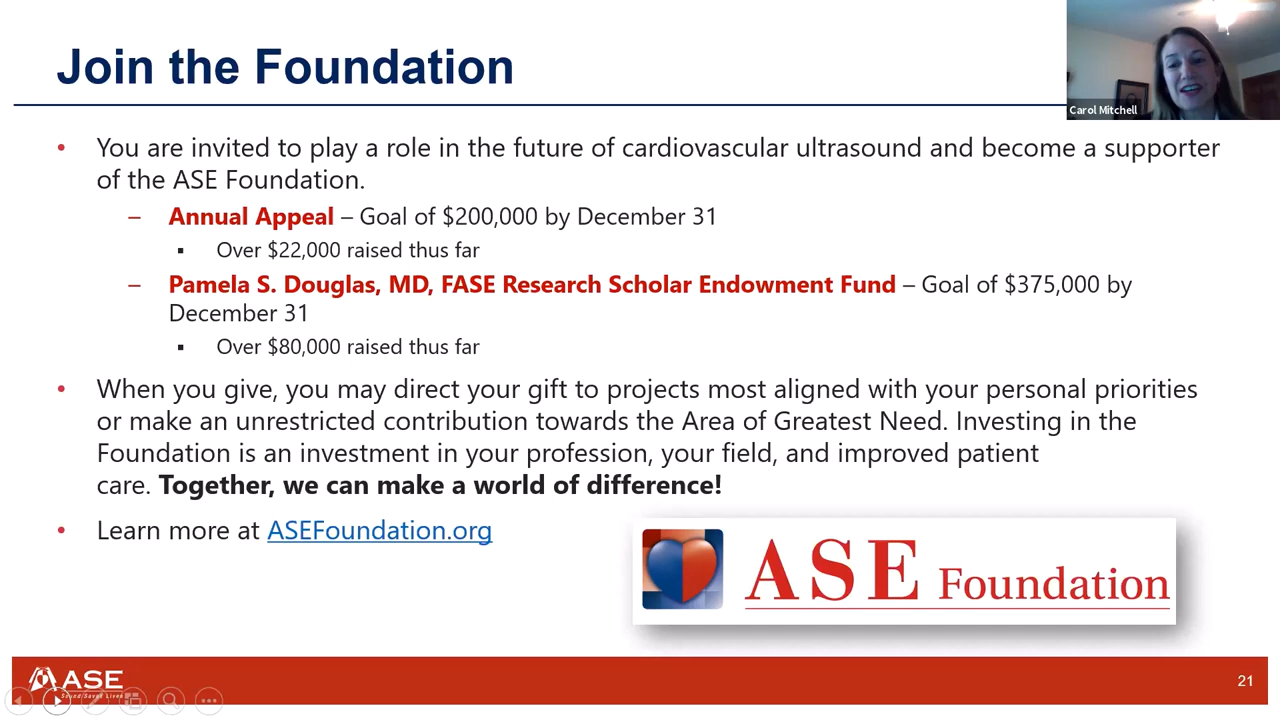 Join the Foundation
Carol Mitchell
• You are invited to play a role in the future of cardiovascular ultrasound and become a supporter
of the ASE Foundation.
– Annual Appeal – Goal of $200,000 by December 31
▪ Over $22,000 raised thus far
– Pamela S. Douglas, MD, FASE Research Scholar Endowment Fund – Goal of $375,000 by
December 31
▪ Over $80,000 raised thus far
• When you give, you may direct your gift to projects most aligned with your personal priorities
or make an unrestricted contribution towards the Area of Greatest Need. Investing in the
Foundation is an investment in your profession, your field, and improved patient
care. Together, we can make a world of difference!
• Learn more at ASEFoundation.org
ASE Foundation
ASE
Sound Saves Lives
21